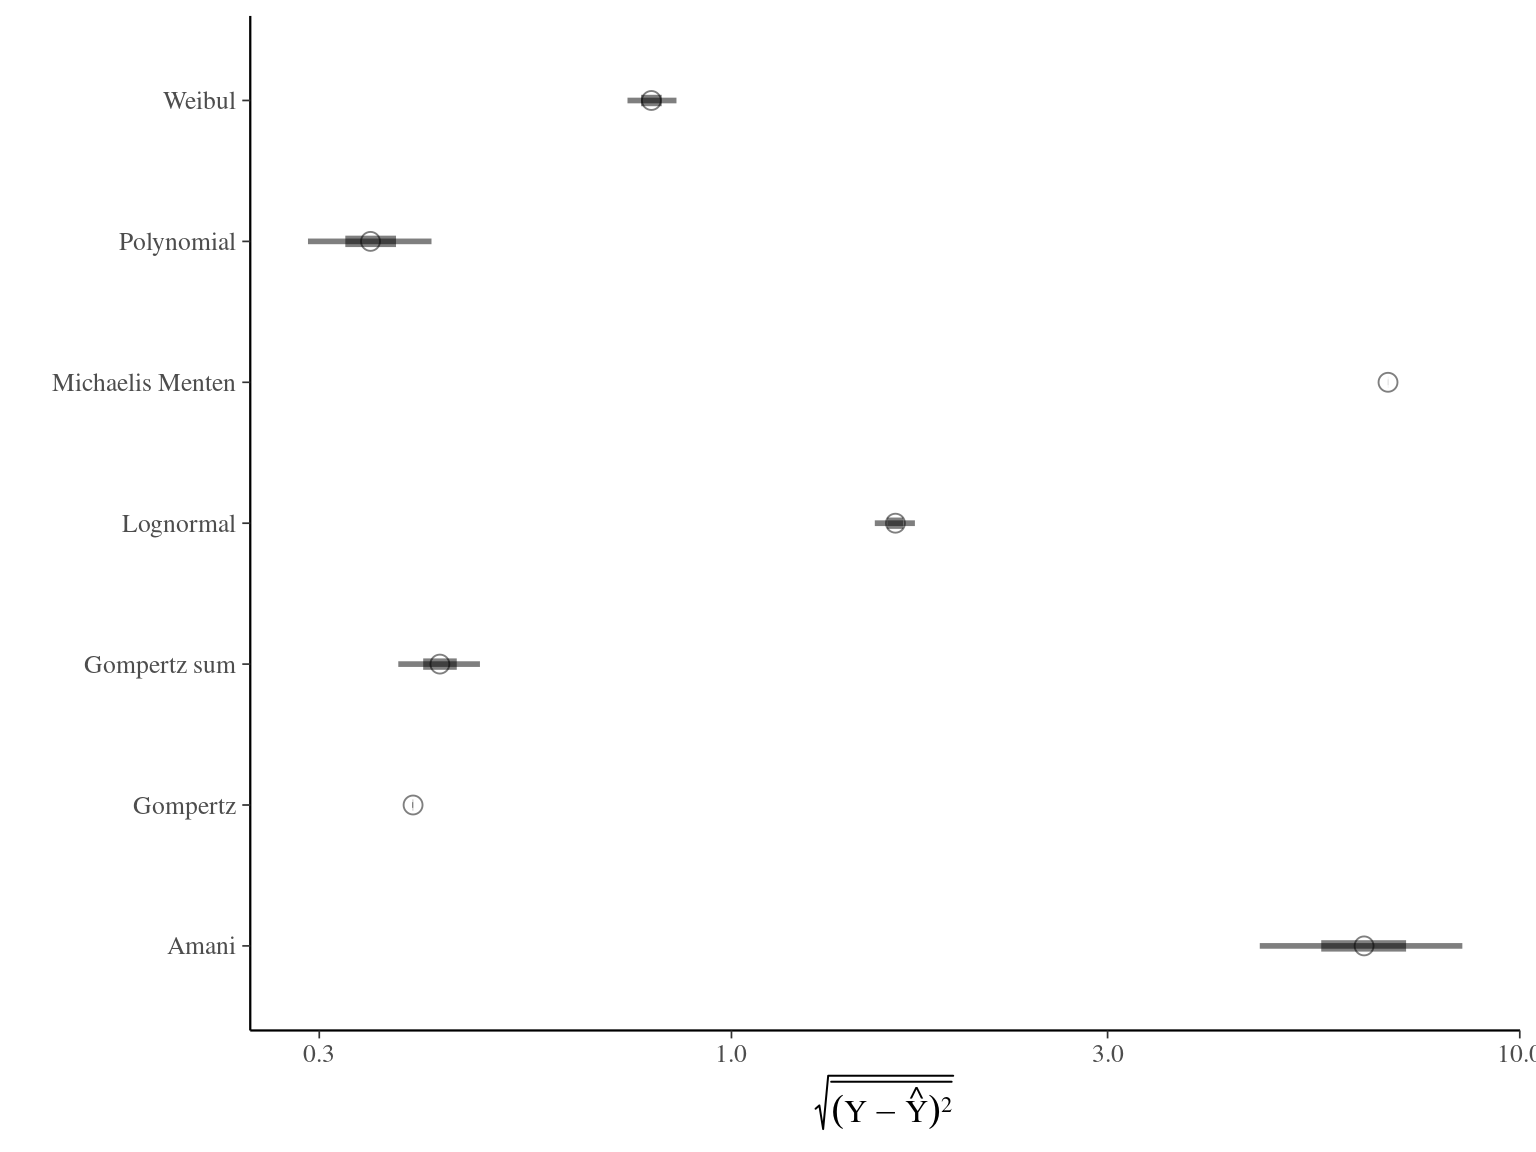 Weibul
Polynomial
Michaelis Menten
Lognormal
Gompertz sum
Gompertz
Amani
0.3 1.0 3.0 10.0
√(Y − Ŷ)²